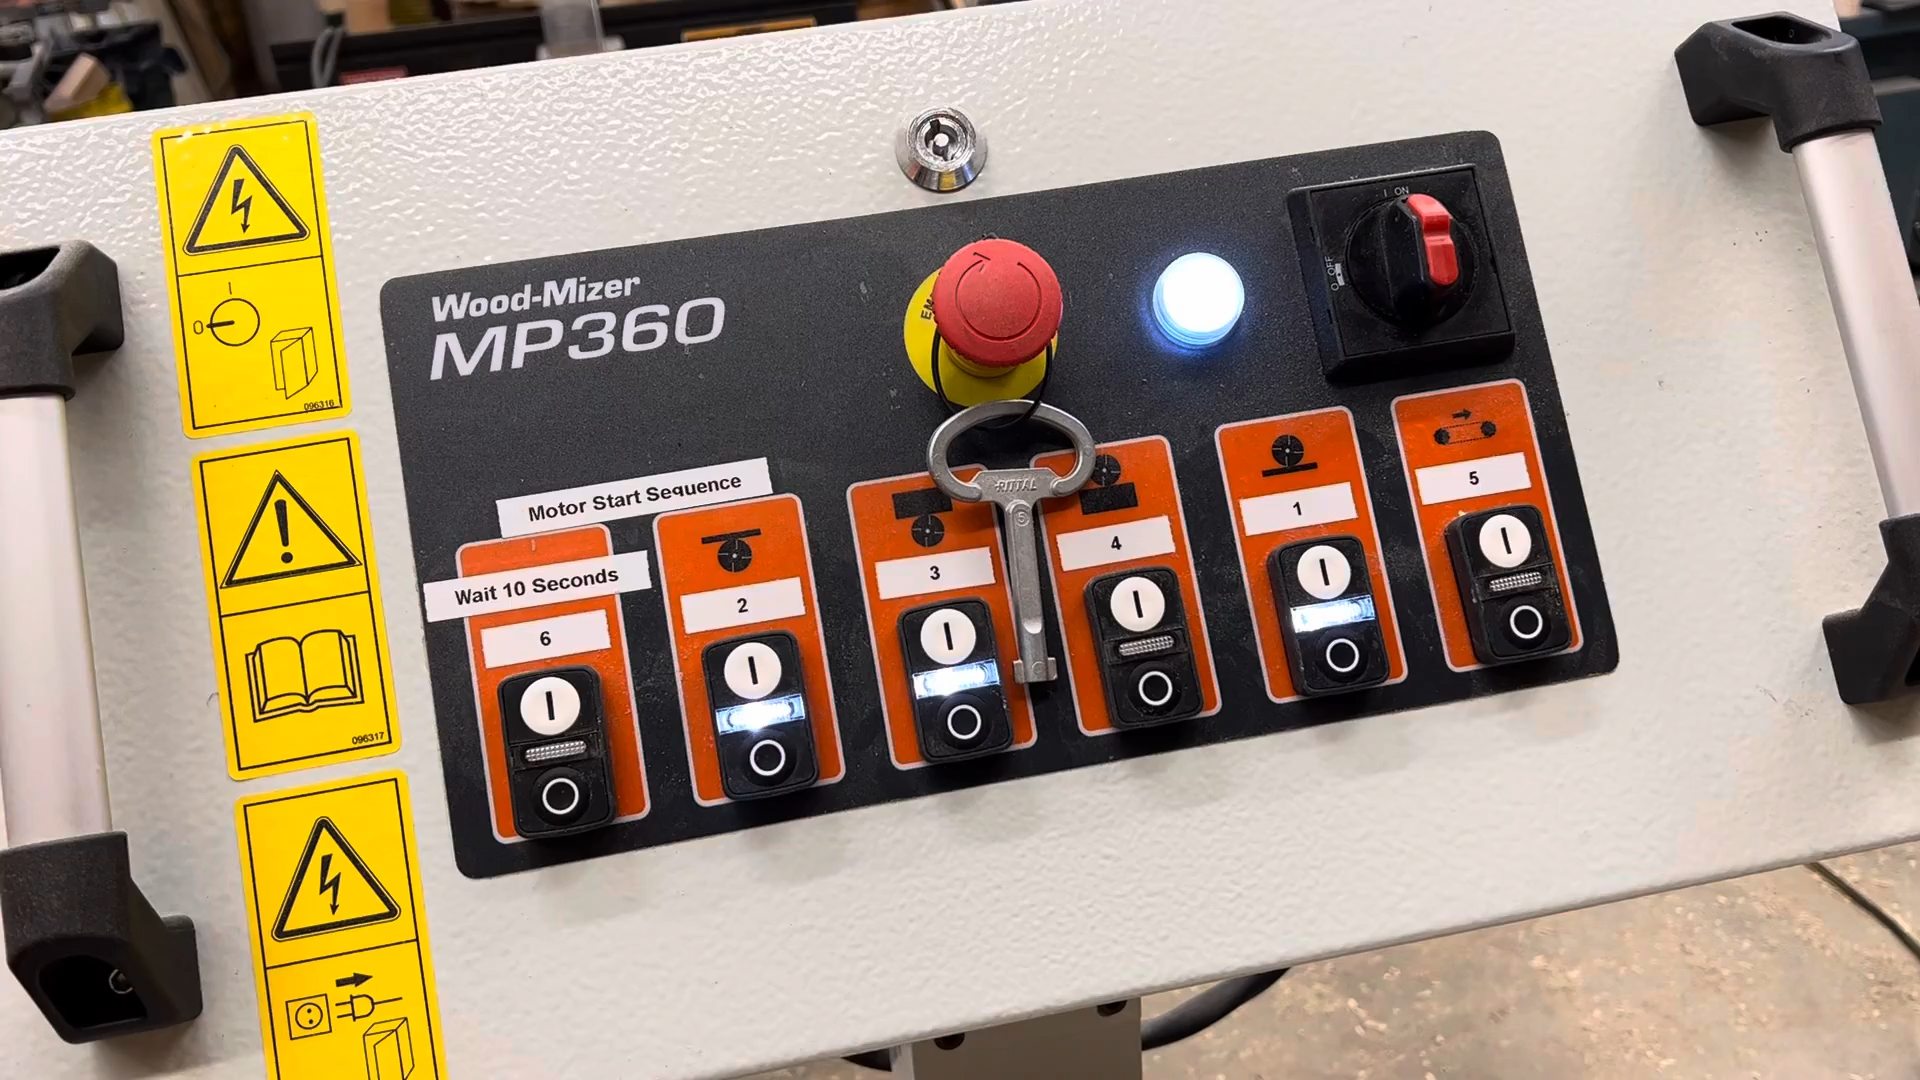 I ON
O OFF
Wood-Mizer
MP360
0
I
096316
RITTAL
Motor Start Sequence
Wait 10 Seconds
6
2
3
4
1
5
096317